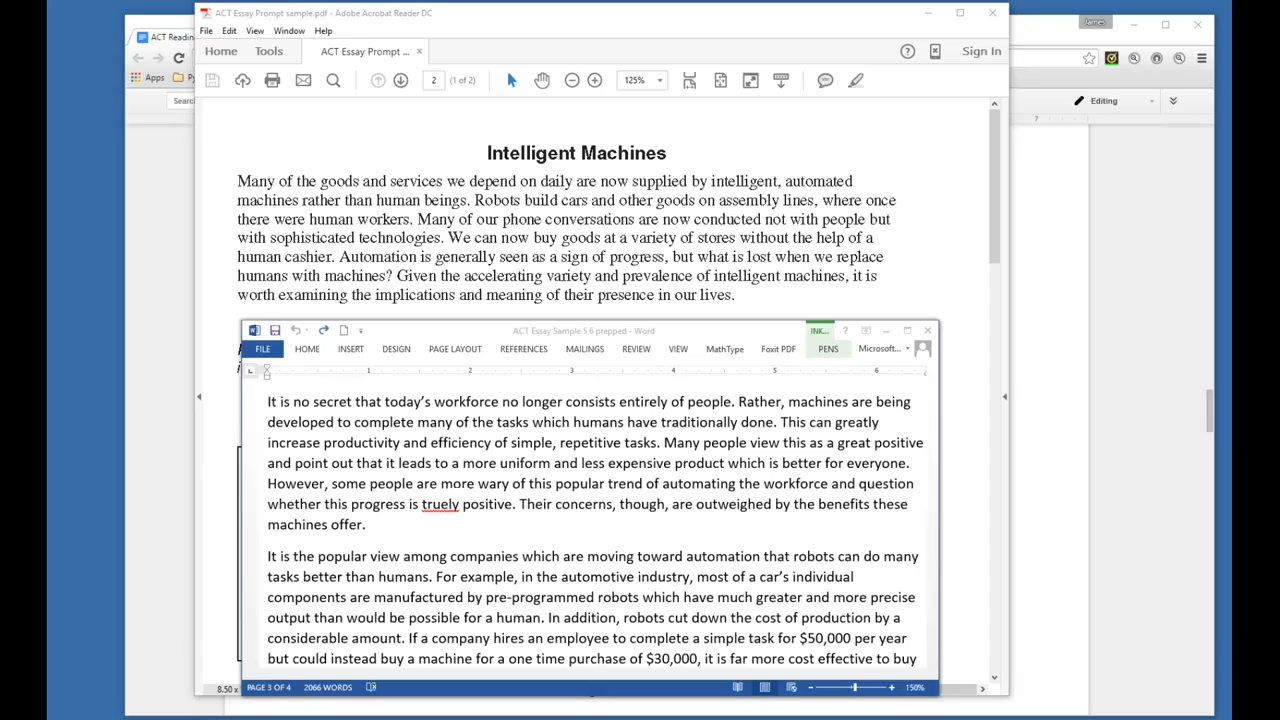 ACT Essay Prompt sample.pdf - Adobe Acrobat Reader DC
James
ACT Readin
File Edit View Window Help
Home Tools ACT Essay Prompt ... × Sign In
Apps
2 (1 of 2) 125%
Sear
Editing
7
Intelligent Machines
Many of the goods and services we depend on daily are now supplied by intelligent, automated
machines rather than human beings. Robots build cars and other goods on assembly lines, where once
there were human workers. Many of our phone conversations are now conducted not with people but
with sophisticated technologies. We can now buy goods at a variety of stores without the help of a
human cashier. Automation is generally seen as a sign of progress, but what is lost when we replace
humans with machines? Given the accelerating variety and prevalence of intelligent machines, it is
worth examining the implications and meaning of their presence in our lives.
ACT Essay Sample 5 6 prepped - Word
INK... ?
FILE HOME INSERT DESIGN PAGE LAYOUT REFERENCES MAILINGS REVIEW VIEW MathType Foxit PDF PENS Microsoft...
1 2 3 4 5 6
It is no secret that today's workforce no longer consists entirely of people. Rather, machines are being
developed to complete many of the tasks which humans have traditionally done. This can greatly
increase productivity and efficiency of simple, repetitive tasks. Many people view this as a great positive
and point out that it leads to a more uniform and less expensive product which is better for everyone.
However, some people are more wary of this popular trend of automating the workforce and question
whether this progress is truely positive. Their concerns, though, are outweighed by the benefits these
machines offer.
It is the popular view among companies which are moving toward automation that robots can do many
tasks better than humans. For example, in the automotive industry, most of a car's individual
components are manufactured by pre-programmed robots which have much greater and more precise
output than would be possible for a human. In addition, robots cut down the cost of production by a
considerable amount. If a company hires an employee to complete a simple task for $50,000 per year
but could instead buy a machine for a one time purchase of $30,000, it is far more cost effective to buy
8.50 x
PAGE 3 OF 4 2066 WORDS 150%